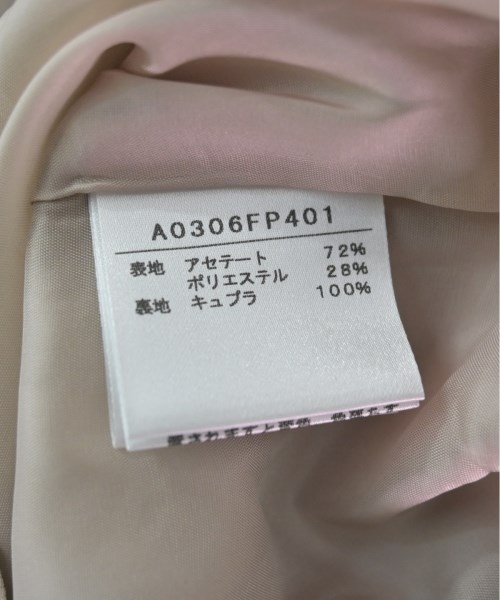 A0306FP401
表地 アセテート 72%
ポリエステル 28%
裏地 キュプラ 100%